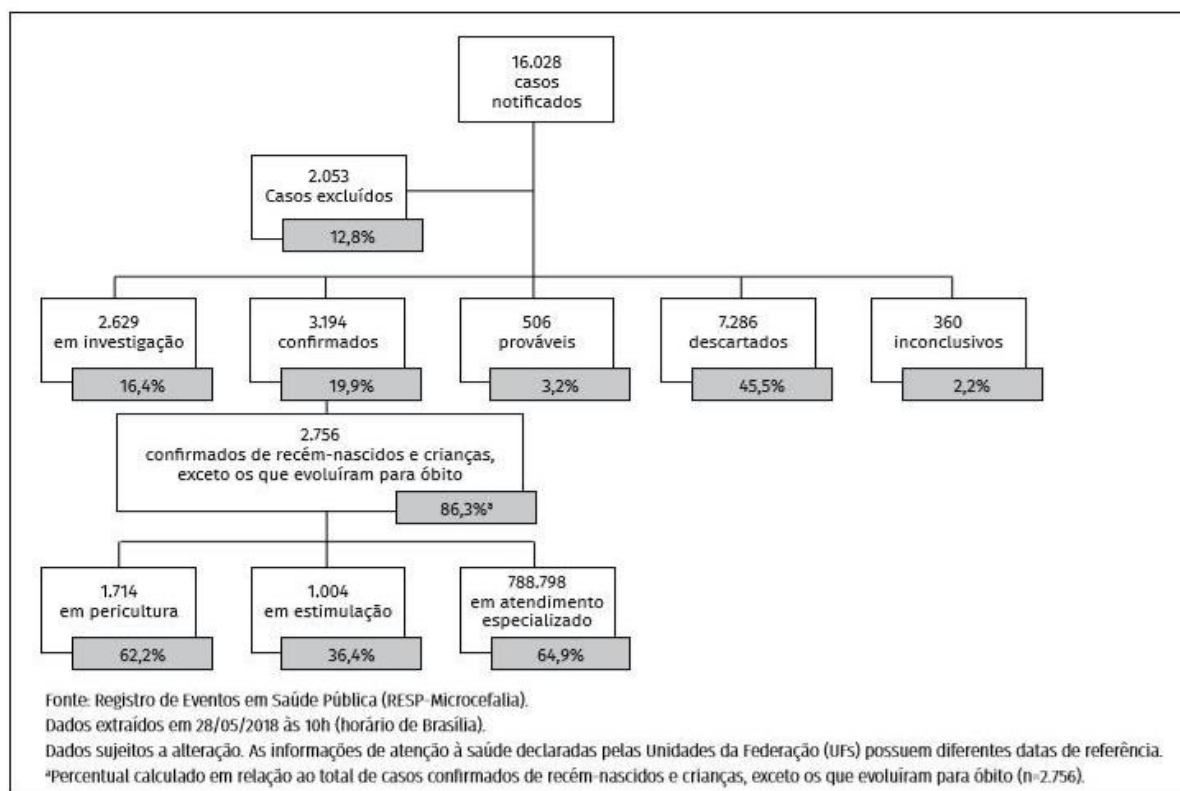 16.028
casos
notificados
2.053
Casos excluídos
12,8%
2.629
em investigação
16,4%
3.194
confirmados
19,9%
506
prováveis
3,2%
7.286
descartados
45,5%
360
inconclusivos
2,2%
2.756
confirmados de recém-nascidos e crianças,
exceto os que evoluíram para óbito
86,3%ª
1.714
em pericultura
62,2%
1.004
em estimulação
36,4%
788.798
em atendimento
especializado
64,9%
Fonte: Registro de Eventos em Saúde Pública (RESP-Microcefalia).
Dados extraídos em 28/05/2018 às 10h (horário de Brasília).
Dados sujeitos a alteração. As informações de atenção à saúde declaradas pelas Unidades da Federação (UFs) possuem diferentes datas de referência.
ªPercentual calculado em relação ao total de casos confirmados de recém-nascidos e crianças, exceto os que evoluíram para óbito (n=2.756).